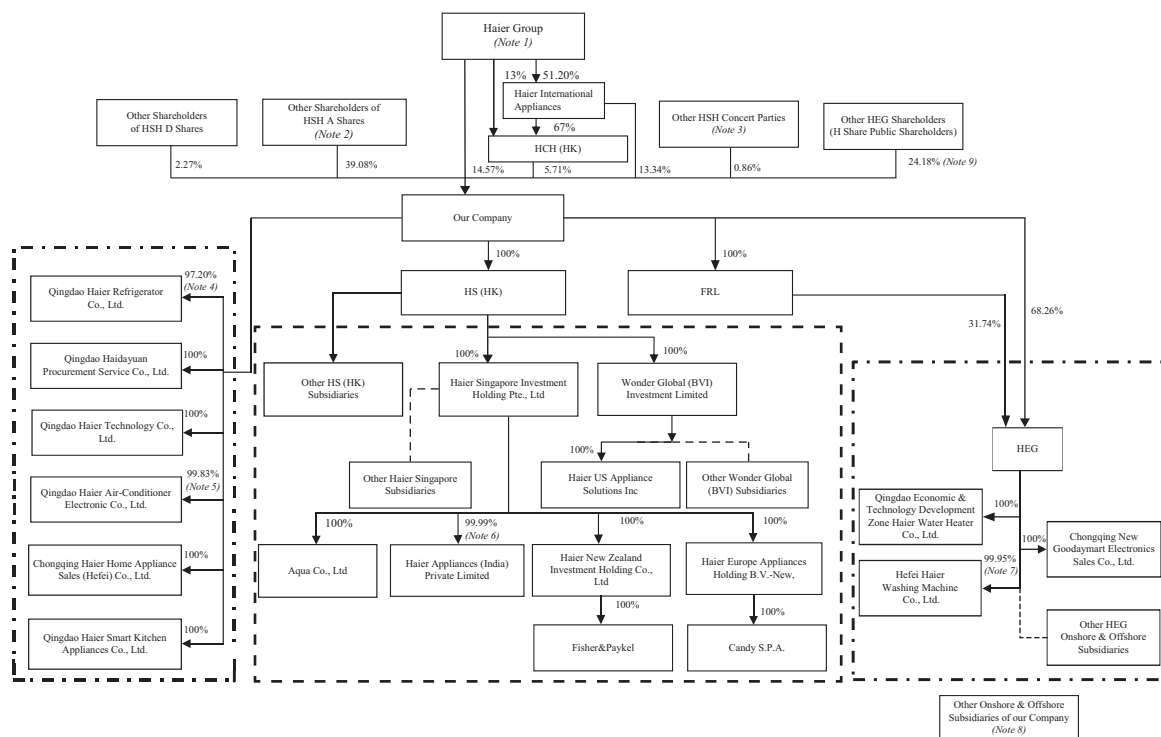 Haier Group
(Note 1)
13%
51.20%
Haier International
Appliances
67%
HCH (HK)
Other Shareholders
of HSH D Shares
Other Shareholders of
HSH A Shares
(Note 2)
Other HSH Concert Parties
(Note 3)
Other HEG Shareholders
(H Share Public Shareholders)
2.27%
39.08%
14.57%
5.71%
13.34%
0.86%
24.18% (Note 9)
Our Company
100%
100%
HS (HK)
FRL
68.26%
31.74%
97.20%
(Note 4)
Qingdao Haier Refrigerator
Co., Ltd.
100%
Qingdao Haidayuan
Procurement Service Co., Ltd.
100%
Qingdao Haier Technology Co.,
Ltd.
99.83%
(Note 5)
Qingdao Haier Air-Conditioner
Electronic Co., Ltd.
100%
Chongqing Haier Home Appliance
Sales (Hefei) Co., Ltd.
100%
Qingdao Haier Smart Kitchen
Appliances Co., Ltd.
100%
100%
Other HS (HK)
Subsidiaries
Haier Singapore Investment
Holding Pte., Ltd
Wonder Global (BVI)
Investment Limited
100%
Other Haier Singapore
Subsidiaries
Haier US Appliance
Solutions Inc
Other Wonder Global
(BVI) Subsidiaries
100%
99.99%
(Note 6)
100%
100%
Aqua Co., Ltd
Haier Appliances (India)
Private Limited
Haier New Zealand
Investment Holding Co.,
Ltd
Haier Europe Appliances
Holding B.V.-New,
100%
100%
Fisher&Paykel
Candy S.P.A.
HEG
Qingdao Economic &
Technology Development
Zone Haier Water Heater
Co., Ltd.
100%
100%
Chongqing New
Goodaymart Electronics
Sales Co., Ltd.
99.95%
(Note 7)
Hefei Haier
Washing Machine
Co., Ltd.
Other HEG
Onshore & Offshore
Subsidiaries
Other Onshore & Offshore
Subsidiaries of our Company
(Note 8)